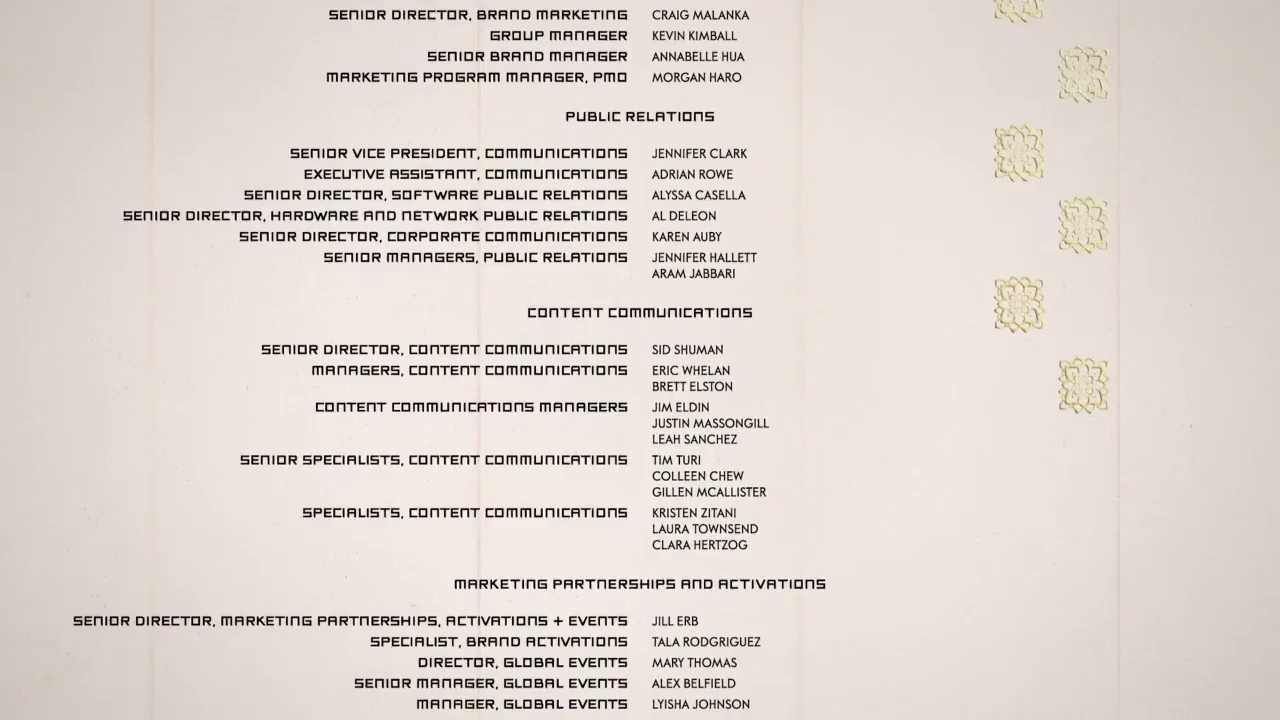 SENIOR DIRECTOR, BRAND MARKETING CRAIG MALANKA
GROUP MANAGER KEVIN KIMBALL
SENIOR BRAND MANAGER ANNABELLE HUA
MARKETING PROGRAM MANAGER, PMO MORGAN HARO
PUBLIC RELATIONS
SENIOR VICE PRESIDENT, COMMUNICATIONS JENNIFER CLARK
EXECUTIVE ASSISTANT, COMMUNICATIONS ADRIAN ROWE
SENIOR DIRECTOR, SOFTWARE PUBLIC RELATIONS ALYSSA CASELLA
SENIOR DIRECTOR, HARDWARE AND NETWORK PUBLIC RELATIONS AL DELEON
SENIOR DIRECTOR, CORPORATE COMMUNICATIONS KAREN AUBY
SENIOR MANAGERS, PUBLIC RELATIONS JENNIFER HALLETT
ARAM JABBARI
CONTENT COMMUNICATIONS
SENIOR DIRECTOR, CONTENT COMMUNICATIONS SID SHUMAN
MANAGERS, CONTENT COMMUNICATIONS ERIC WHELAN
BRETT ELSTON
CONTENT COMMUNICATIONS MANAGERS JIM ELDIN
JUSTIN MASSONGILL
LEAH SANCHEZ
SENIOR SPECIALISTS, CONTENT COMMUNICATIONS TIM TURI
COLLEEN CHEW
GILLEN MCALLISTER
SPECIALISTS, CONTENT COMMUNICATIONS KRISTEN ZITANI
LAURA TOWNSEND
CLARA HERTZOG
MARKETING PARTNERSHIPS AND ACTIVATIONS
SENIOR DIRECTOR, MARKETING PARTNERSHIPS, ACTIVATIONS + EVENTS JILL ERB
SPECIALIST, BRAND ACTIVATIONS TALA RODGRIGUEZ
DIRECTOR, GLOBAL EVENTS MARY THOMAS
SENIOR MANAGER, GLOBAL EVENTS ALEX BELFIELD
MANAGER, GLOBAL EVENTS LYISHA JOHNSON